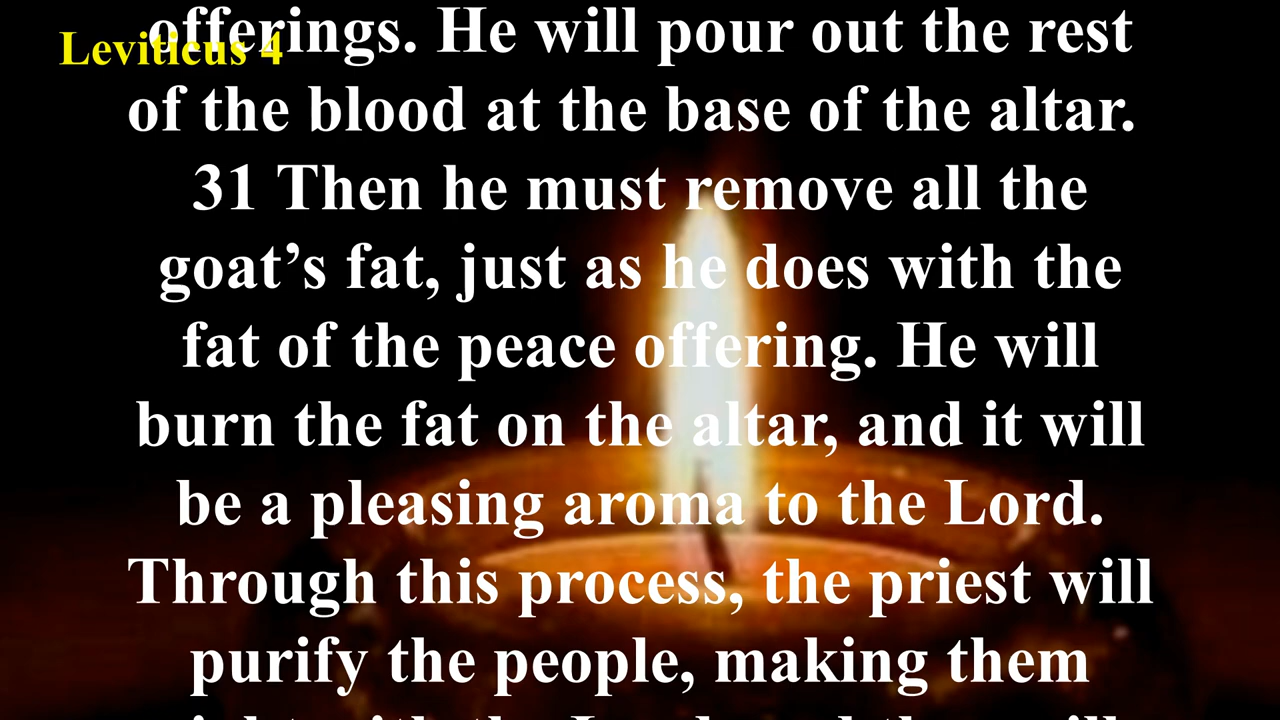 offerings. He will pour out the rest
Leviticus 4
of the blood at the base of the altar.
31 Then he must remove all the
goat’s fat, just as he does with the
fat of the peace offering. He will
burn the fat on the altar, and it will
be a pleasing aroma to the Lord.
Through this process, the priest will
purify the people, making them